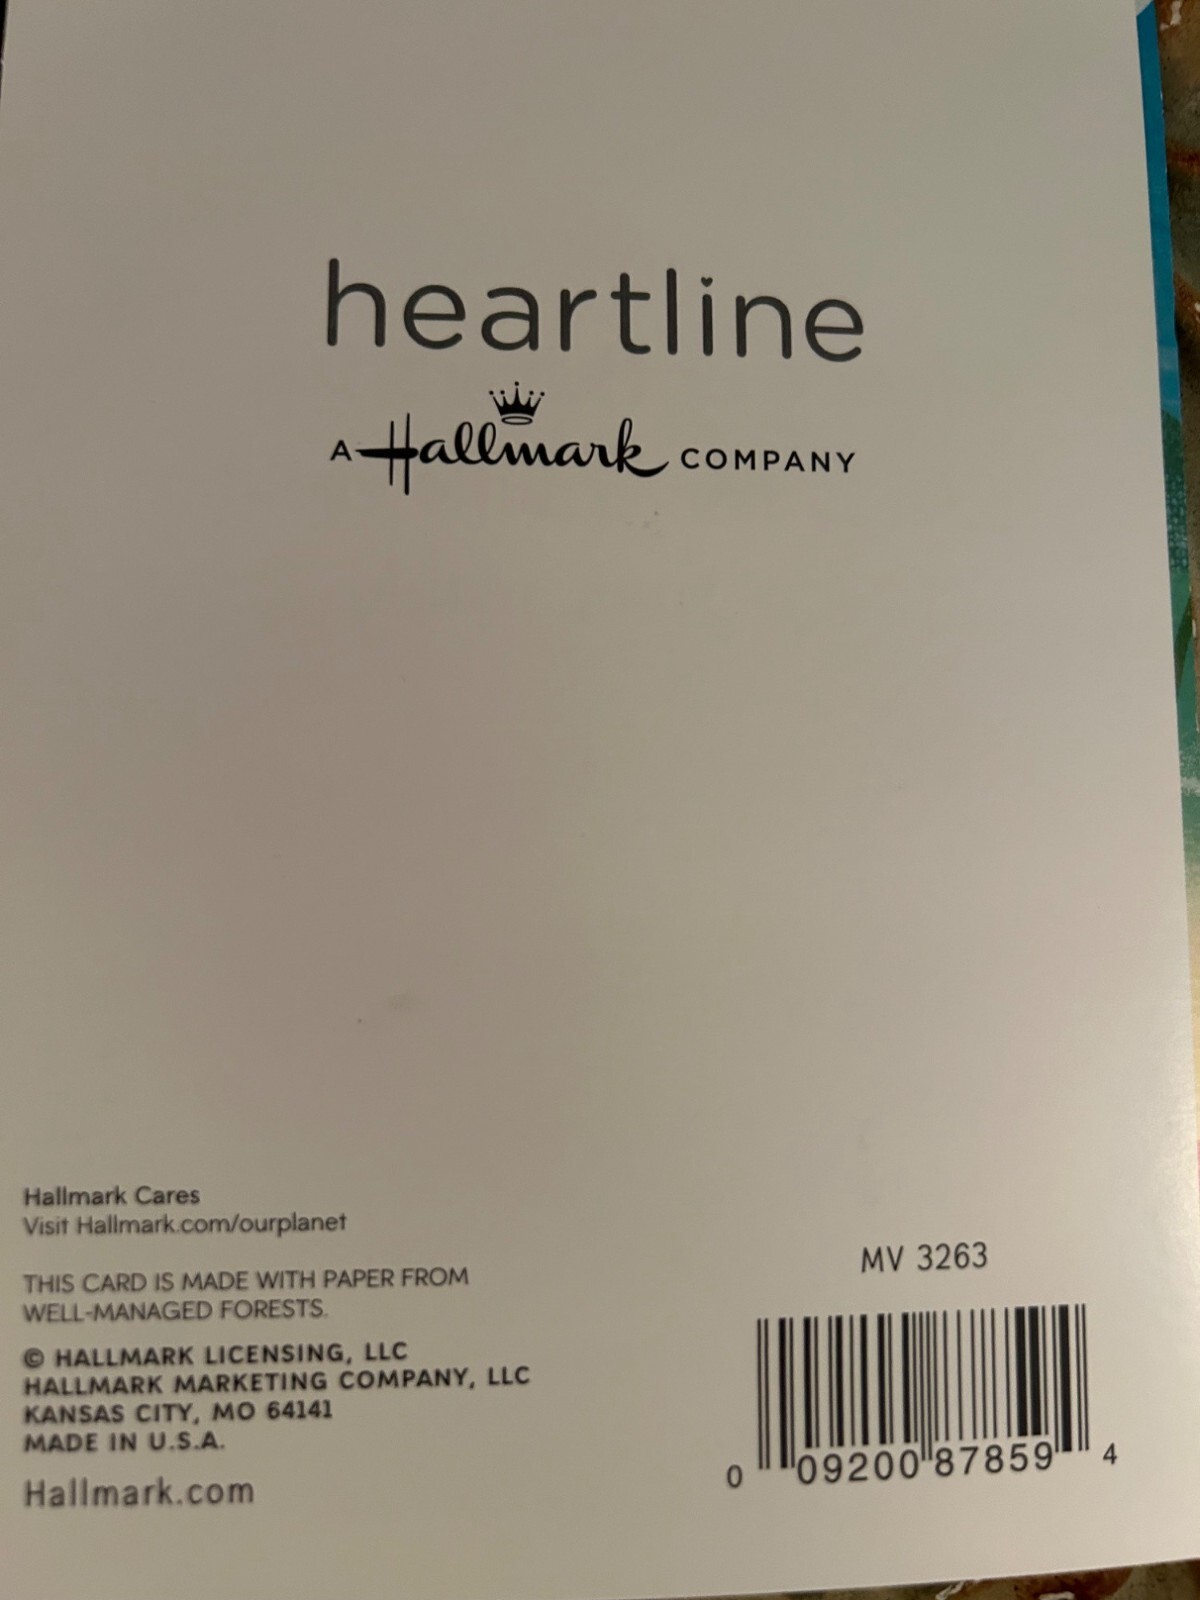 heartline
A Hallmark COMPANY
Hallmark Cares
Visit Hallmark.com/ourplanet
THIS CARD IS MADE WITH PAPER FROM
WELL-MANAGED FORESTS.
© HALLMARK LICENSING, LLC
HALLMARK MARKETING COMPANY, LLC
KANSAS CITY, MO 64141
MADE IN U.S.A.
Hallmark.com
MV 3263
0 09200 87859 4